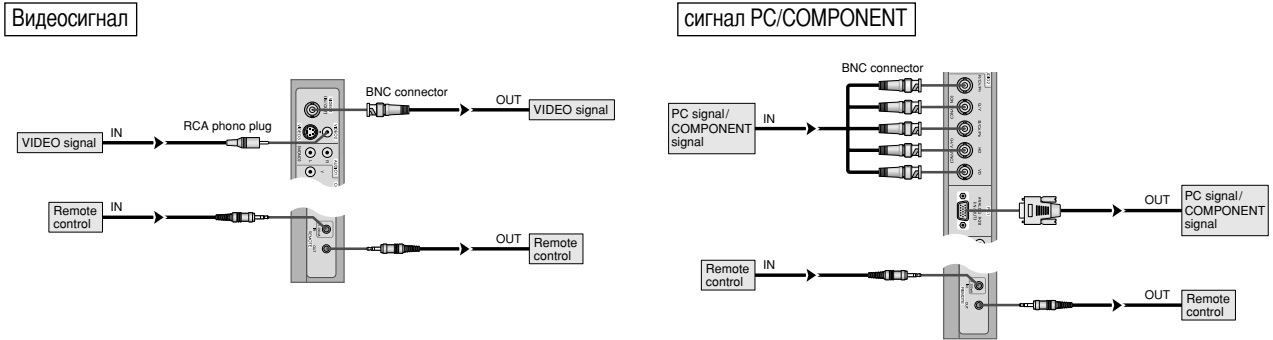 Видеосигнал
BNC connector
OUT
VIDEO signal
RCA phono plug
IN
VIDEO signal
Remote
control
IN
OUT
Remote
control
сигнал PC/COMPONENT
BNC connector
PC signal/
COMPONENT
signal
IN
OUT
PC signal/
COMPONENT
signal
Remote
control
IN
OUT
Remote
control